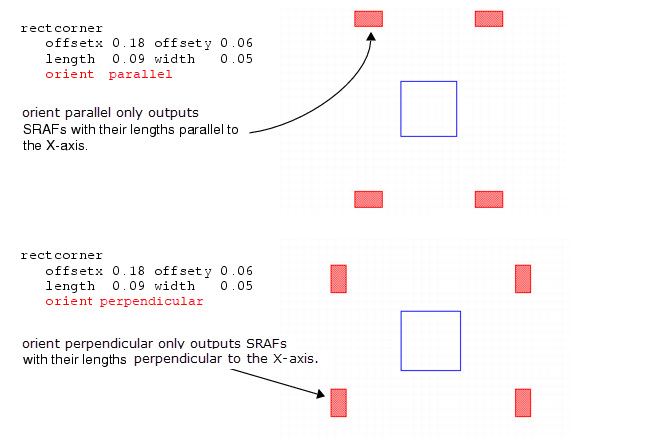 rectcorner
offsetx 0.18 offsety 0.06
length 0.09 width 0.05
orient parallel
orient parallel only outputs
SRAFs with their lengths parallel to
the X-axis.
rectcorner
offsetx 0.18 offsety 0.06
length 0.09 width 0.05
orient perpendicular
orient perpendicular only outputs SRAFs
with their lengths perpendicular to the X-axis.